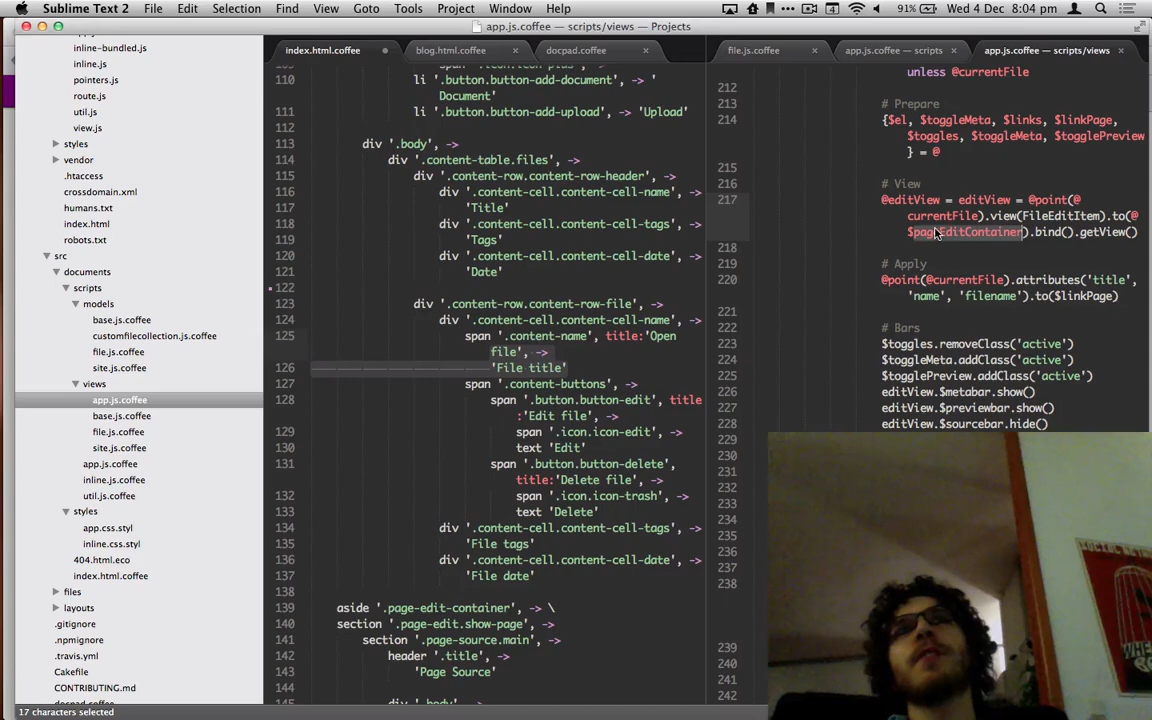 Sublime Text 2 File Edit Selection Find View Goto Tools Project Window Help 91% Wed 4 Dec 8:04 pm
app.js.coffee — scripts/views — Projects
inline-bundled.js
inline.js
pointers.js
route.js
util.js
view.js
styles
vendor
.htaccess
crossdomain.xml
humans.txt
index.html
robots.txt
src
documents
scripts
models
base.js.coffee
customfilecollection.js.coffee
file.js.coffee
site.js.coffee
views
app.js.coffee
base.js.coffee
file.js.coffee
site.js.coffee
app.js.coffee
inline.js.coffee
util.js.coffee
styles
app.css.styl
inline.css.styl
404.html.eco
index.html.coffee
files
layouts
.gitignore
.npmignore
.travis.yml
Cakefile
CONTRIBUTING.md
17 characters selected
index.html.coffee blog.html.coffee docpad.coffee
110 li '.button.button-add-document', -> '
Document'
111 li '.button.button-add-upload', -> 'Upload'
112
113 div '.body', ->
114 div '.content-table.files', ->
115 div '.content-row.content-row-header', ->
116 div '.content-cell.content-cell-name', ->
117 'Title'
118 div '.content-cell.content-cell-tags', ->
119 'Tags'
120 div '.content-cell.content-cell-date', ->
121 'Date'
122
123 div '.content-row.content-row-file', ->
124 div '.content-cell.content-cell-name', ->
125 span '.content-name', title:'Open
file', ->
126 'File title'
127 span '.content-buttons', ->
128 span '.button.button-edit', title
:'Edit file', ->
129 span '.icon.icon-edit', ->
130 text 'Edit'
131 span '.button.button-delete',
title:'Delete file', ->
132 span '.icon.icon-trash', ->
133 text 'Delete'
134 div '.content-cell.content-cell-tags', ->
135 'File tags'
136 div '.content-cell.content-cell-date', ->
137 'File date'
138
139 aside '.page-edit-container', -> \
140 section '.page-edit.show-page', ->
141 section '.page-source.main', ->
142 header '.title', ->
143 'Page Source'
144
file.js.coffee app.js.coffee — scripts app.js.coffee — scripts/views
unless @currentFile
212
213 # Prepare
214 {$el, $toggleMeta, $links, $linkPage,
$toggles, $toggleMeta, $togglePreview
} = @
215
216 # View
217 @editView = editView = @point(@
currentFile).view(FileEditItem).to(@
$pageEditContainer).bind().getView()
218
219 # Apply
220 @point(@currentFile).attributes('title',
'name', 'filename').to($linkPage)
221
222 # Bars
223 $toggles.removeClass('active')
224 $toggleMeta.addClass('active')
225 $togglePreview.addClass('active')
226 editView.$metabar.show()
227 editView.$previewbar.show()
228 editView.$sourcebar.hide()
229
230
231
232
233
234
235
236
237
238
239
240
241
242